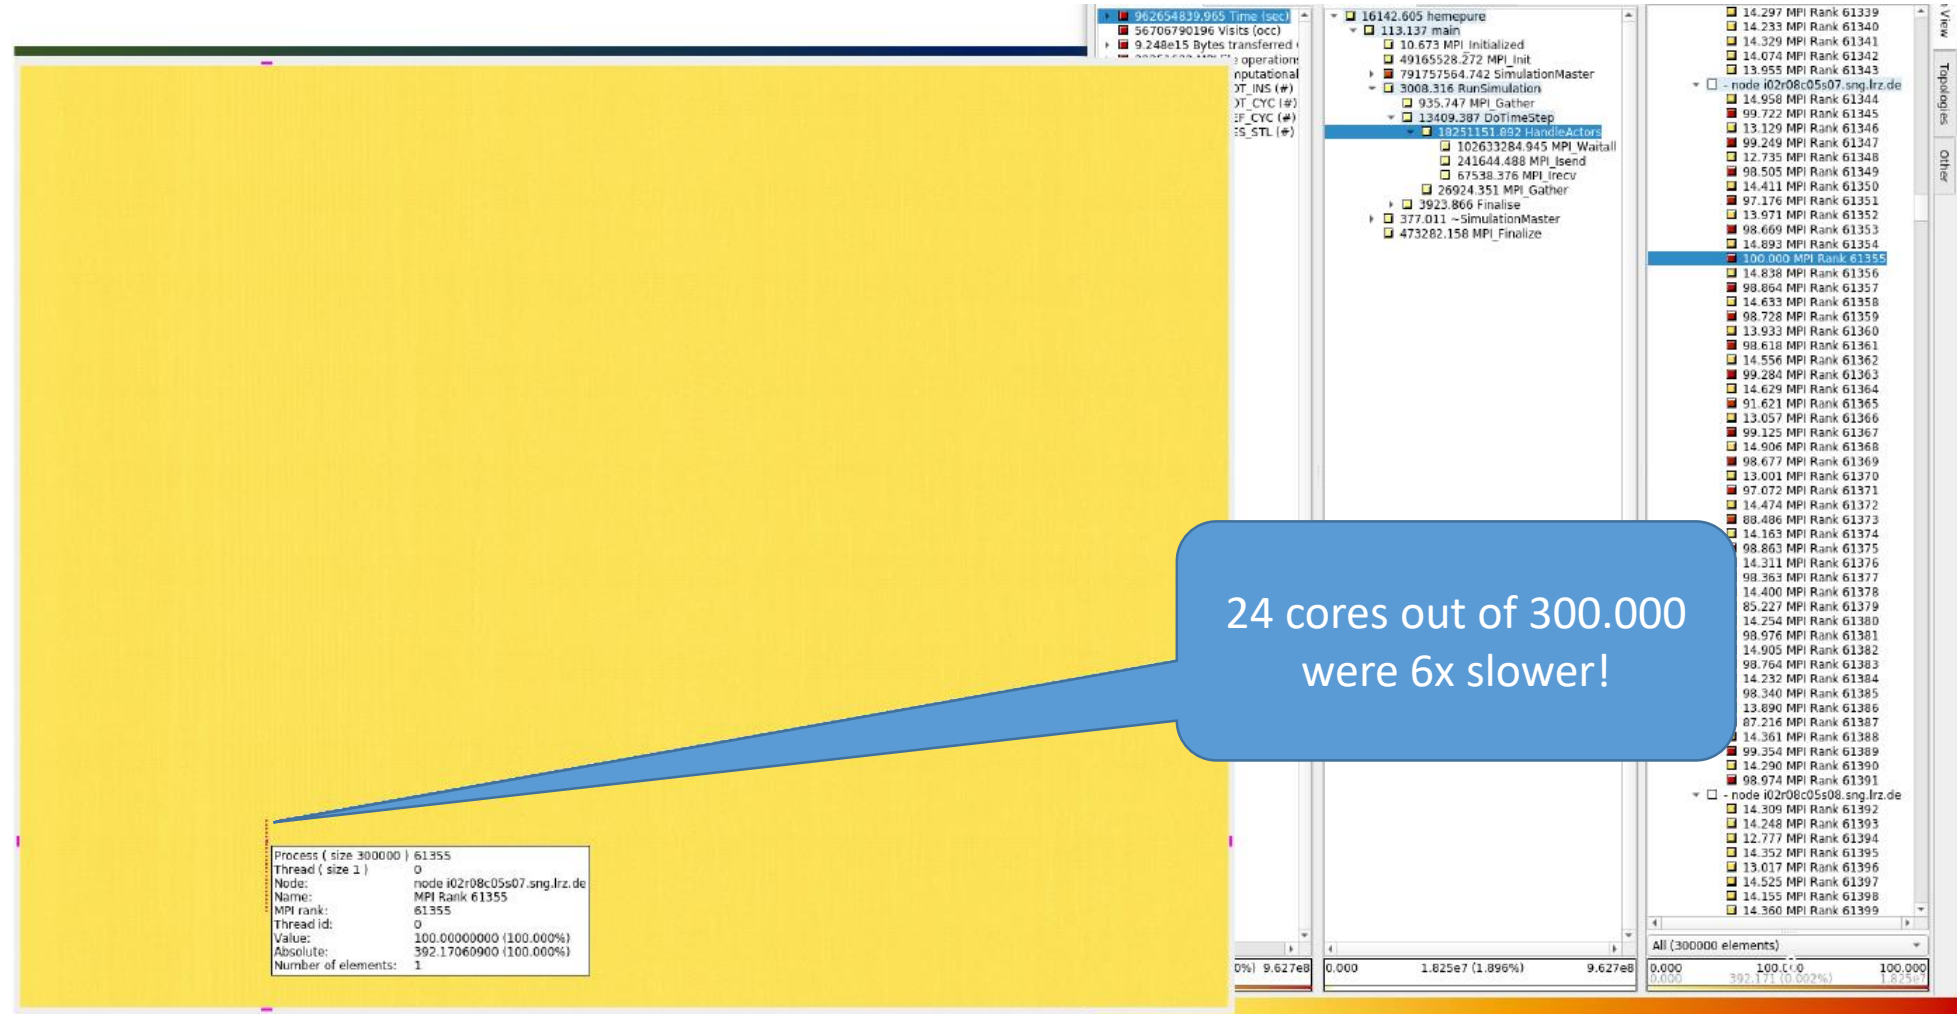 962654839.965 Time (sec)
56706790196 Visits (occ)
9.248e15 Bytes transferred
operation
mputational
OT_INS (#)
OT_CYC (#)
EF_CYC (#)
ES_STL (#)
0%) 9.627e8
16142.605 hemepure
113.137 main
10.673 MPI_Initialized
49165528.272 MPI_Init
791757564.742 SimulationMaster
3008.316 RunSimulation
935.747 MPI_Gather
13409.387 DoTimeStep
18251151.892 HandleActors
102633284.945 MPI_Waitall
241644.488 MPI_Isend
67538.376 MPI_Irecv
26924.351 MPI_Gather
3923.866 Finalise
377.011 ~SimulationMaster
473282.158 MPI_Finalize
0.000 1.825e7 (1.896%) 9.627e8
14.297 MPI Rank 61339
14.233 MPI Rank 61340
14.329 MPI Rank 61341
14.074 MPI Rank 61342
13.955 MPI Rank 61343
- node i02r08c05s07.sng.lrz.de
14.958 MPI Rank 61344
99.722 MPI Rank 61345
13.129 MPI Rank 61346
99.249 MPI Rank 61347
12.735 MPI Rank 61348
98.505 MPI Rank 61349
14.411 MPI Rank 61350
97.176 MPI Rank 61351
13.971 MPI Rank 61352
98.669 MPI Rank 61353
14.893 MPI Rank 61354
100.000 MPI Rank 61355
14.838 MPI Rank 61356
98.864 MPI Rank 61357
14.633 MPI Rank 61358
98.728 MPI Rank 61359
13.933 MPI Rank 61360
98.618 MPI Rank 61361
14.556 MPI Rank 61362
99.284 MPI Rank 61363
14.629 MPI Rank 61364
91.621 MPI Rank 61365
13.057 MPI Rank 61366
99.125 MPI Rank 61367
14.906 MPI Rank 61368
98.677 MPI Rank 61369
13.001 MPI Rank 61370
97.072 MPI Rank 61371
14.474 MPI Rank 61372
88.486 MPI Rank 61373
14.163 MPI Rank 61374
98.863 MPI Rank 61375
14.311 MPI Rank 61376
98.363 MPI Rank 61377
14.400 MPI Rank 61378
85.227 MPI Rank 61379
14.254 MPI Rank 61380
98.976 MPI Rank 61381
14.905 MPI Rank 61382
98.764 MPI Rank 61383
14.232 MPI Rank 61384
98.340 MPI Rank 61385
13.890 MPI Rank 61386
87.216 MPI Rank 61387
14.361 MPI Rank 61388
99.354 MPI Rank 61389
14.290 MPI Rank 61390
98.974 MPI Rank 61391
- node i02r08c05s08.sng.lrz.de
14.309 MPI Rank 61392
14.248 MPI Rank 61393
12.777 MPI Rank 61394
14.352 MPI Rank 61395
13.017 MPI Rank 61396
14.525 MPI Rank 61397
14.155 MPI Rank 61398
14.360 MPI Rank 61399
All (300000 elements)
0.000 100.000
0.000 392.171 (0.002%) 1.825e7
View
Topologies
Other
24 cores out of 300.000
were 6x slower!
Process ( size 300000 ) 61355
Thread ( size 1 ) 0
Node: node i02r08c05s07.sng.lrz.de
Name: MPI Rank 61355
MPI rank: 61355
Thread id: 0
Value: 100.00000000 (100.000%)
Absolute: 392.17060900 (100.000%)
Number of elements: 1